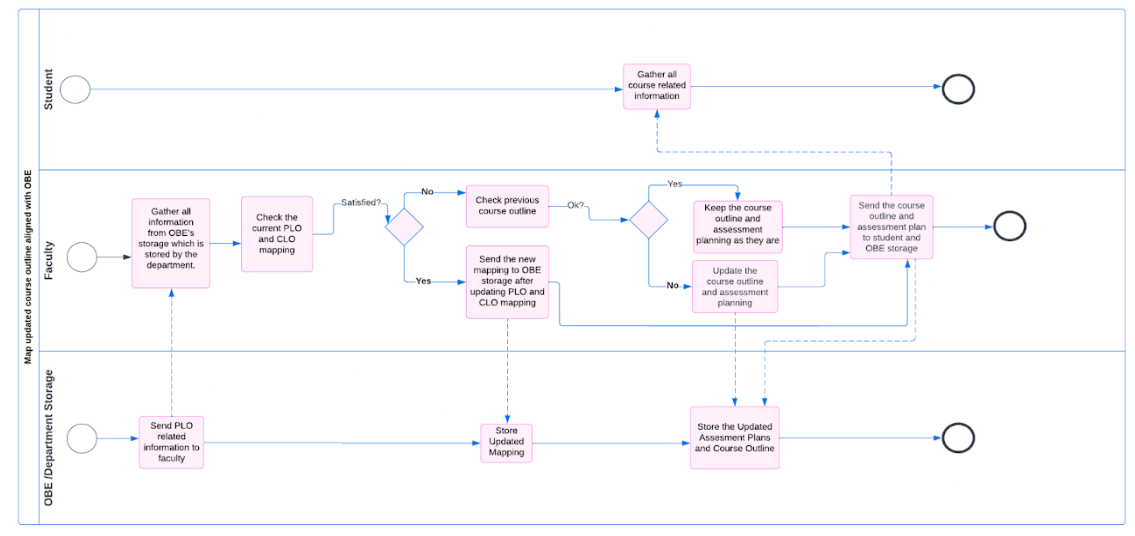 Map updated course outline aligned with OBE
Student
Gather all
course related
information
Faculty
Gather all
information
from OBE's
storage which is
stored by the
department.
Check the
current PLO
and CLO
mapping
Satisfied?
No
Yes
Check previous
course outline
Send the new
mapping to OBE
storage after
updating PLO and
CLO mapping
Ok?
Yes
No
Keep the course
outline and
assessment
planning as they are
Update the
course outline
and assessment
planning
Send the course
outline and
assessment plan
to student and
OBE storage
OBE /Department Storage
Send PLO
related
information to
faculty
Store
Updated
Mapping
Store the Updated
Assesment Plans
and Course Outline